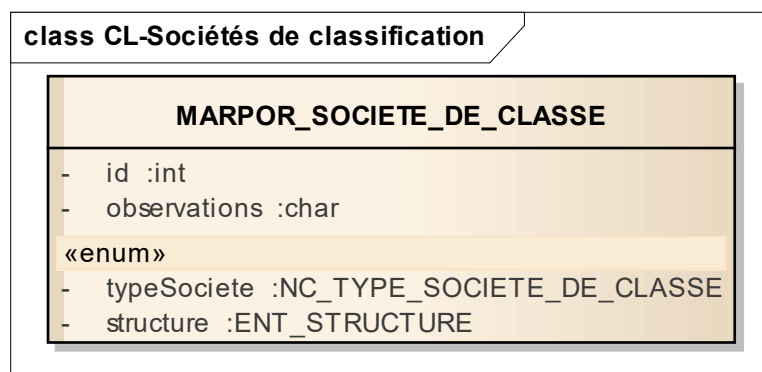 class CL-Sociétés de classification
MARPOR_SOCIETE_DE_CLASSE
- id :int
- observations :char
«enum»
- typeSociete :NC_TYPE_SOCIETE_DE_CLASSE
- structure :ENT_STRUCTURE